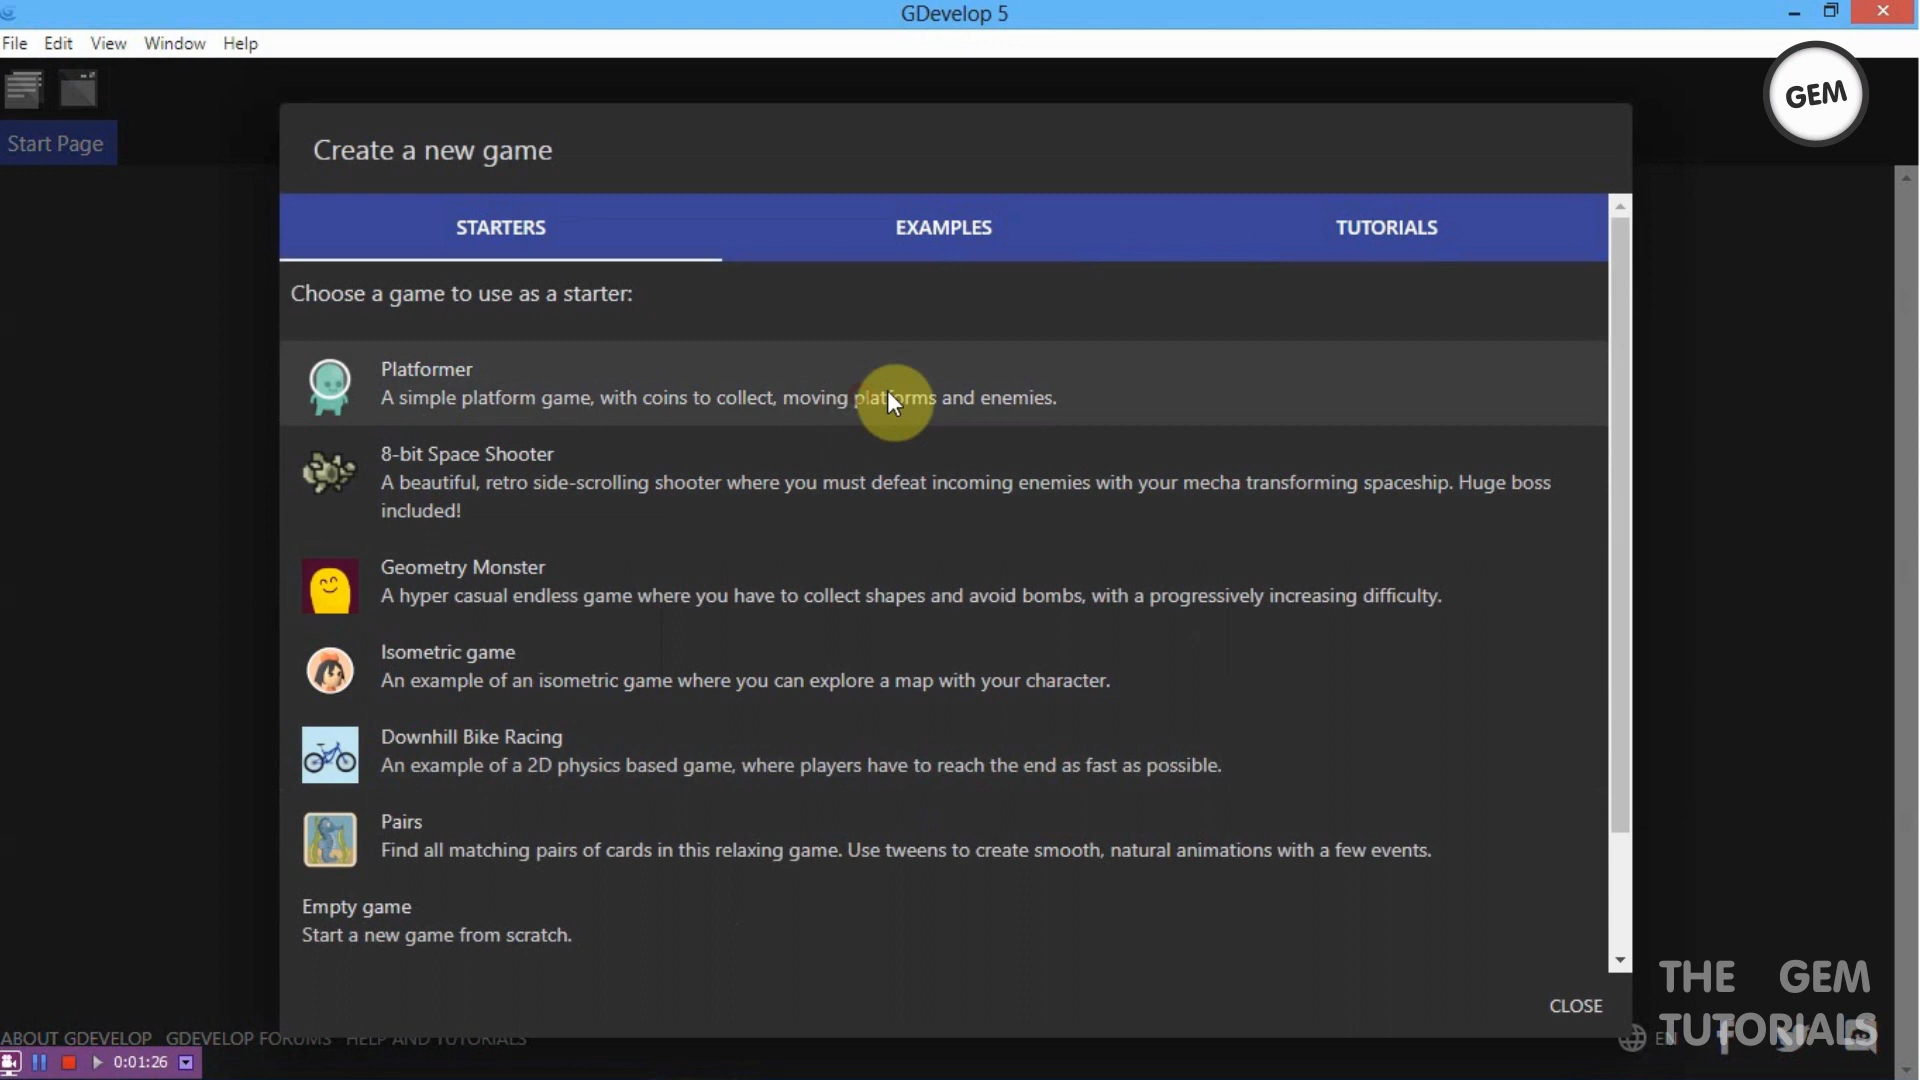 GDevelop 5
File Edit View Window Help
GEM
Start Page
Create a new game
STARTERS EXAMPLES TUTORIALS
Choose a game to use as a starter:
Platformer
A simple platform game, with coins to collect, moving platforms and enemies.
8-bit Space Shooter
A beautiful, retro side-scrolling shooter where you must defeat incoming enemies with your mecha transforming spaceship. Huge boss
included!
Geometry Monster
A hyper casual endless game where you have to collect shapes and avoid bombs, with a progressively increasing difficulty.
Isometric game
An example of an isometric game where you can explore a map with your character.
Downhill Bike Racing
An example of a 2D physics based game, where players have to reach the end as fast as possible.
Pairs
Find all matching pairs of cards in this relaxing game. Use tweens to create smooth, natural animations with a few events.
Empty game
Start a new game from scratch.
CLOSE
THE GEM
TUTORIALS
ABOUT GDEVELOP GDEVELOP FORUMS HELP AND TUTORIALS EN
0:01:26